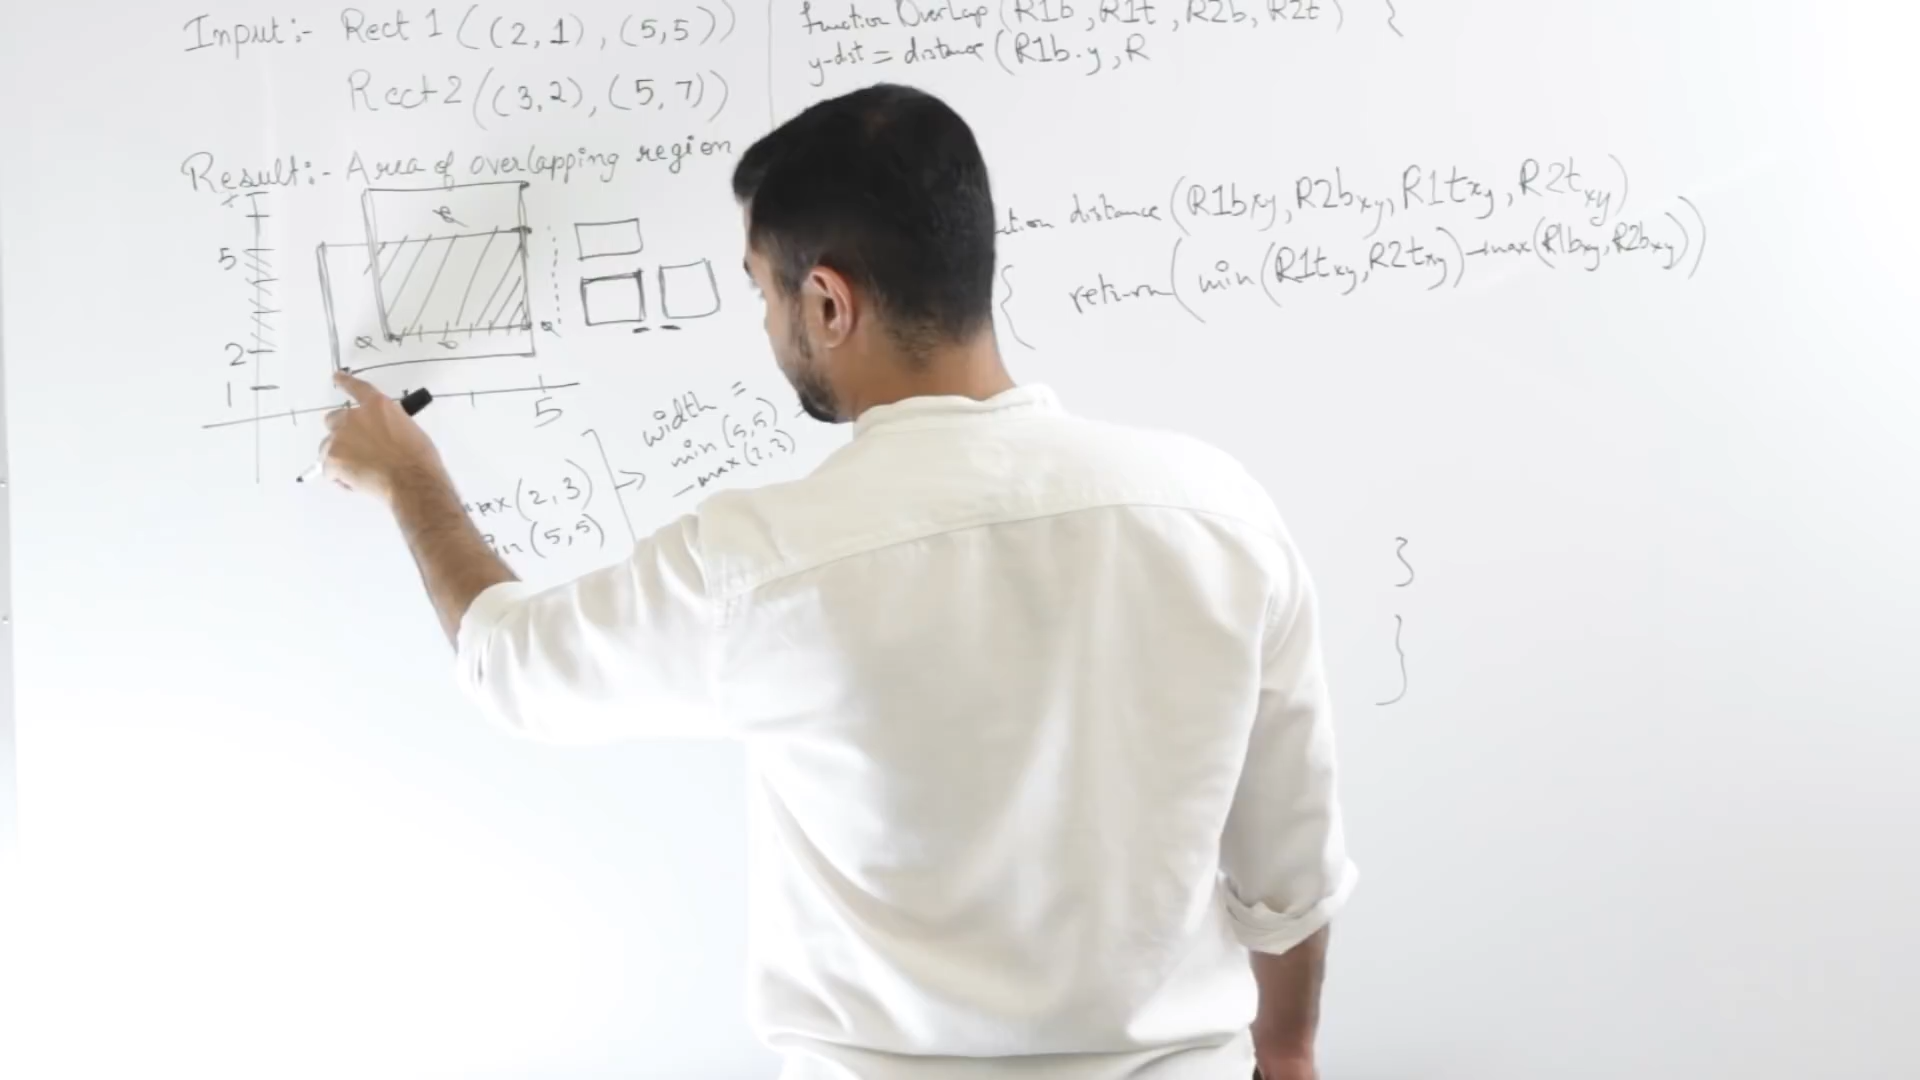 Input:- Rect 1 ((2,1), (5,5))
Rect 2 ((3,2), (5,7))
Result:- Area of overlapping region
5
2
1
5
width =
min (5,5)
-max (2,3)
max (2,3)
min (5,5)
function Overlap (R1b, R1t, R2b, R2t) {
y-dist = distance (R1b.y, R
distance (R1bxy, R2bxy, R1txy, R2txy)
{ return (min (R1txy, R2txy) - max (R1bxy, R2bxy))
}
}